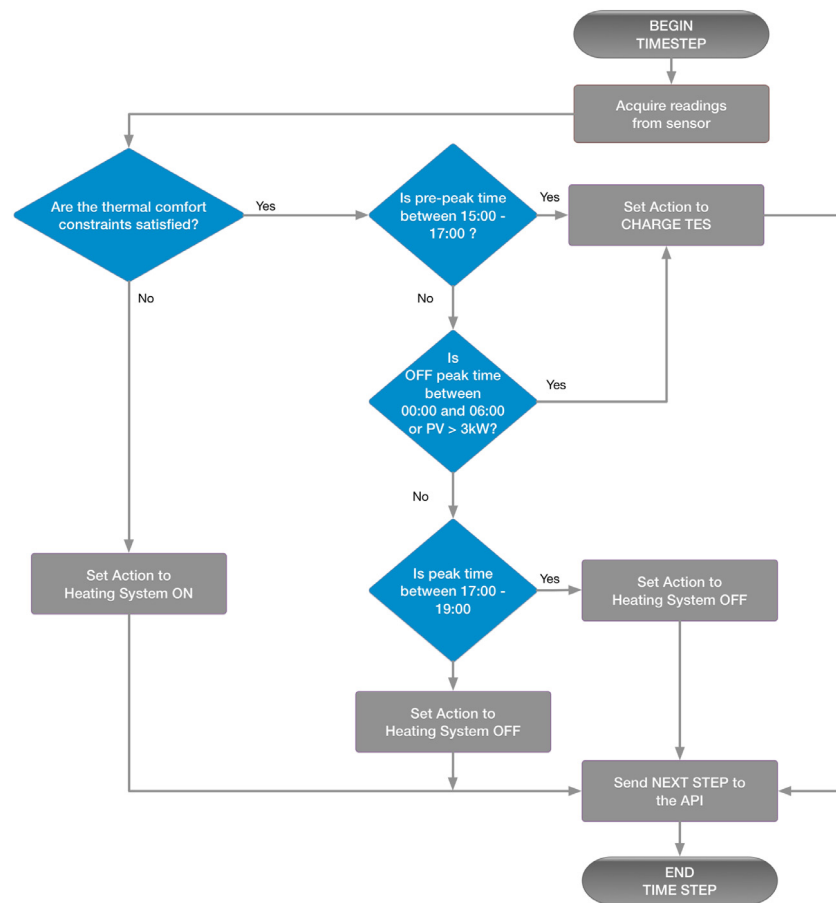 BEGIN
TIMESTEP
Acquire readings
from sensor
Are the thermal comfort
constraints satisfied?
Yes
Is pre-peak time
between 15:00 -
17:00 ?
Yes
Set Action to
CHARGE TES
No
No
Is
OFF peak time
between
00:00 and 06:00
or PV > 3kW?
Yes
No
Set Action to
Heating System ON
Is peak time
between 17:00 -
19:00
Yes
Set Action to
Heating System OFF
Set Action to
Heating System OFF
Send NEXT STEP to
the API
END
TIME STEP